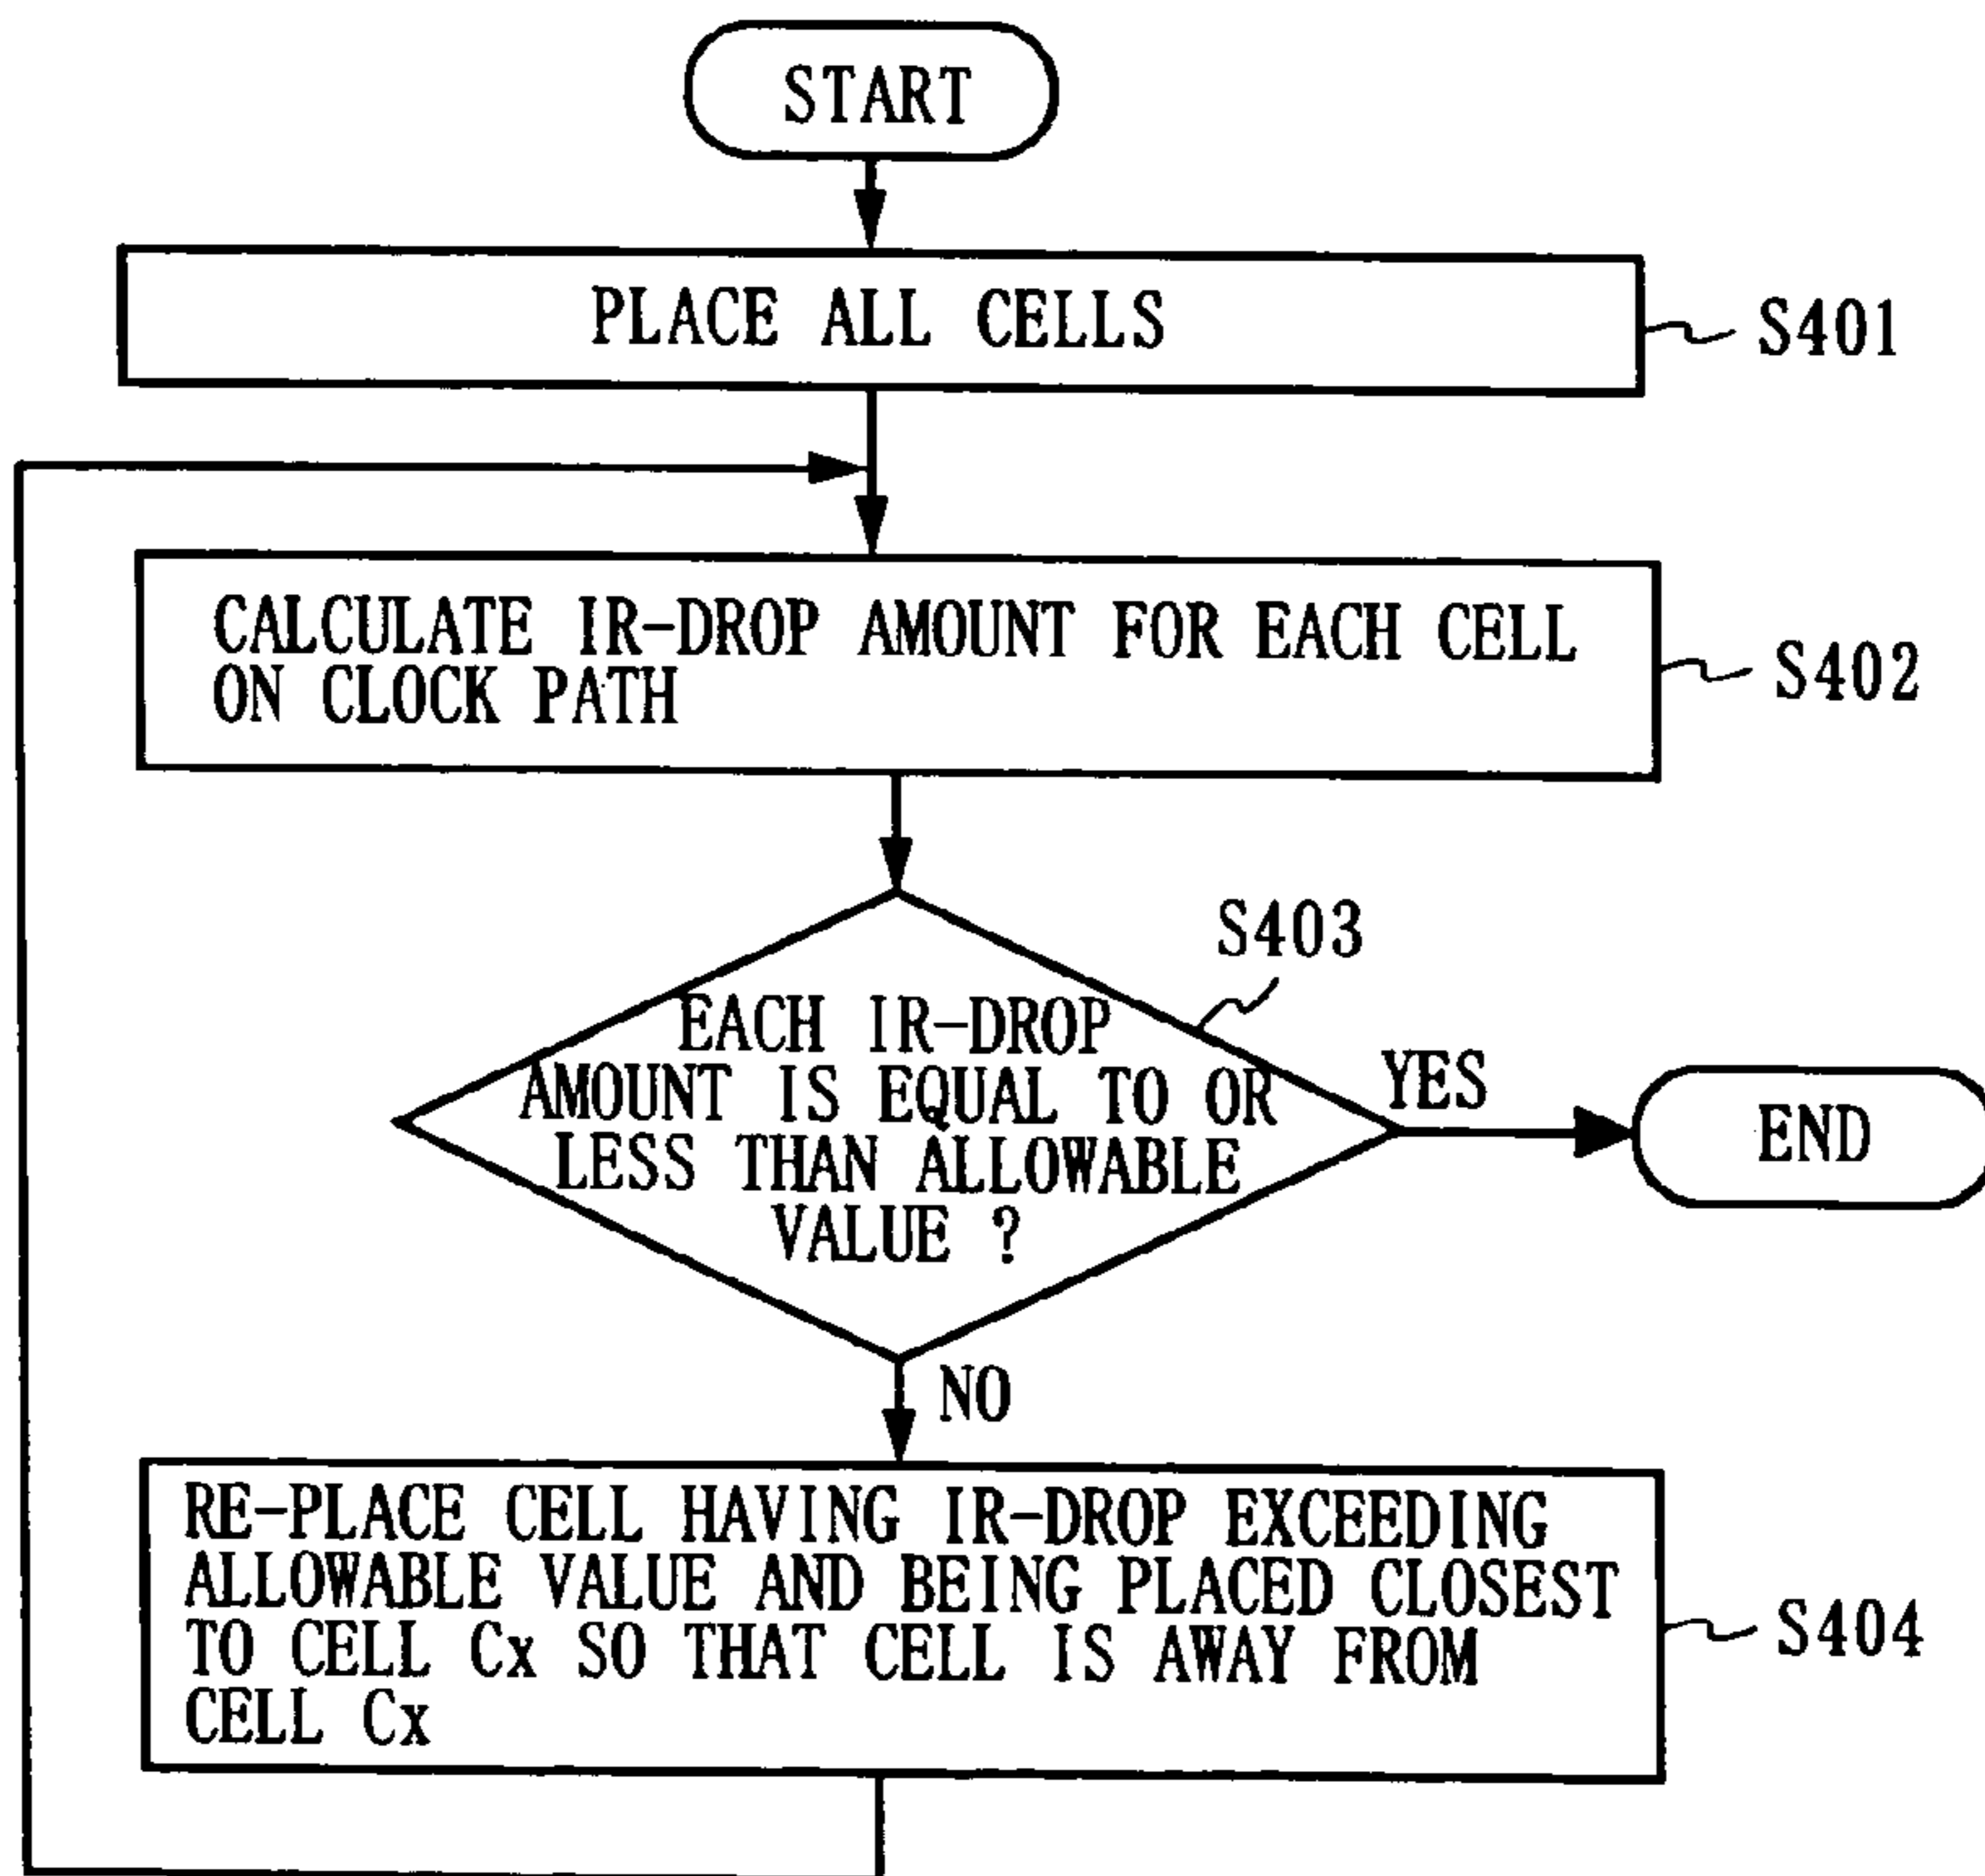 START
PLACE ALL CELLS
S401
CALCULATE IR-DROP AMOUNT FOR EACH CELL
ON CLOCK PATH
S402
S403
EACH IR-DROP
AMOUNT IS EQUAL TO OR
LESS THAN ALLOWABLE
VALUE ?
YES
END
NO
RE-PLACE CELL HAVING IR-DROP EXCEEDING
ALLOWABLE VALUE AND BEING PLACED CLOSEST
TO CELL Cx SO THAT CELL IS AWAY FROM
CELL Cx
S404